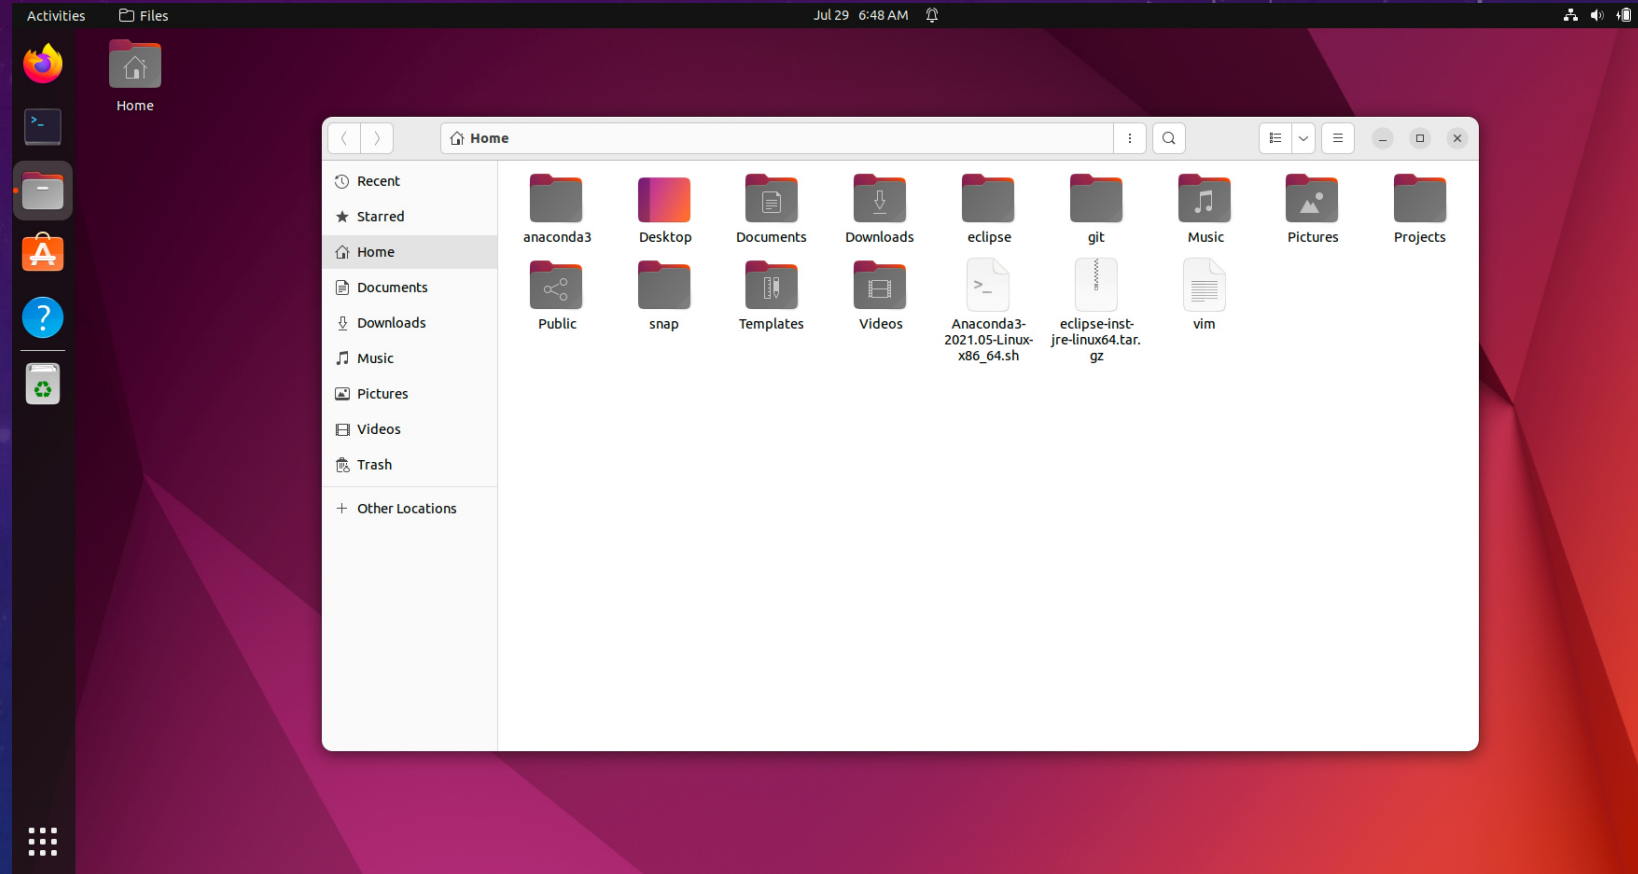 Activities
Files
Jul 29 6:48 AM
Home
Home
Recent
Starred
Home
Documents
Downloads
Music
Pictures
Videos
Trash
Other Locations
anaconda3
Desktop
Documents
Downloads
eclipse
git
Music
Pictures
Projects
Public
snap
Templates
Videos
Anaconda3-
2021.05-Linux-
x86_64.sh
eclipse-inst-
jre-linux64.tar.
gz
vim